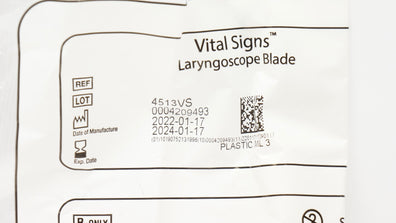 Vital Signs™
Laryngoscope Blade
REF 4513VS
LOT 0004209493
Date of Manufacture 2022-01-17
Exp. Date 2024-01-17
PLASTIC ML 3
R ONLY